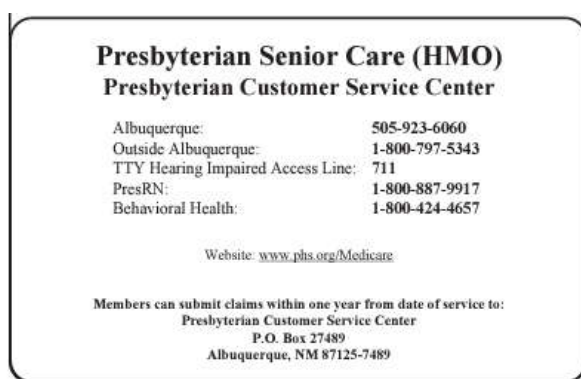 Presbyterian Senior Care (HMO)
Presbyterian Customer Service Center
Albuquerque: 505-923-6060
Outside Albuquerque: 1-800-797-5343
TTY Hearing Impaired Access Line: 711
PresRN: 1-800-887-9917
Behavioral Health: 1-800-424-4657
Website: www.phs.org/Medicare
Members can submit claims within one year from date of service to:
Presbyterian Customer Service Center
P.O. Box 27489
Albuquerque, NM 87125-7489